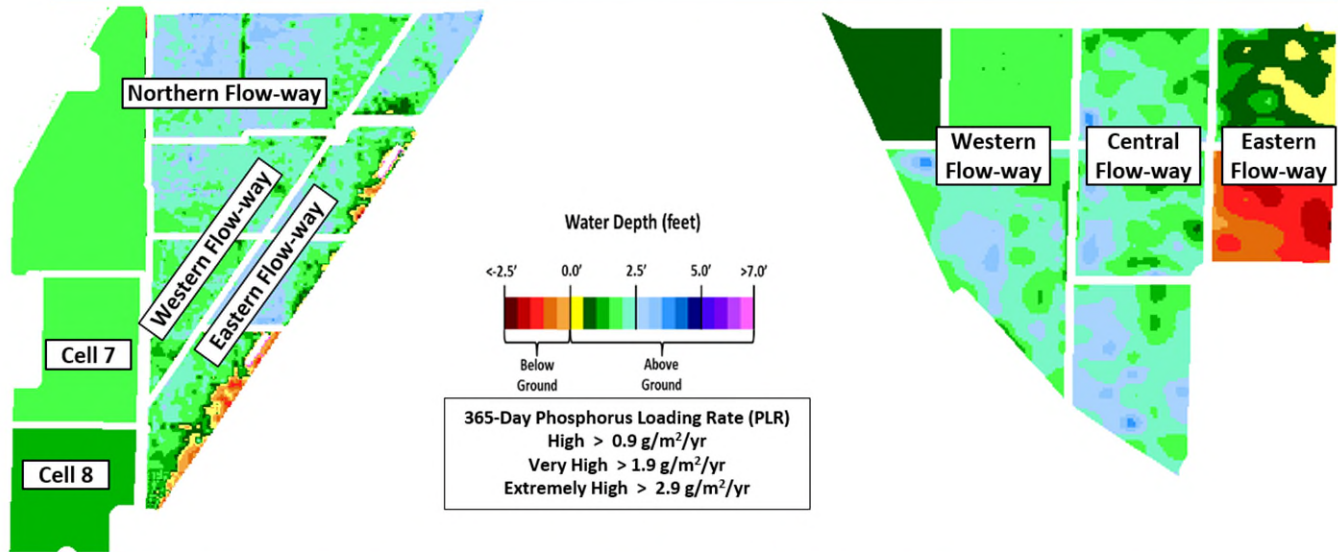 Northern Flow-way
Western Flow-way
Eastern Flow-way
Cell 7
Cell 8
Water Depth (feet)
<-2.5' 0.0' 2.5' 5.0' >7.0'
Below
Ground
Above
Ground
365-Day Phosphorus Loading Rate (PLR)
High > 0.9 g/m²/yr
Very High > 1.9 g/m²/yr
Extremely High > 2.9 g/m²/yr
Western
Flow-way
Central
Flow-way
Eastern
Flow-way